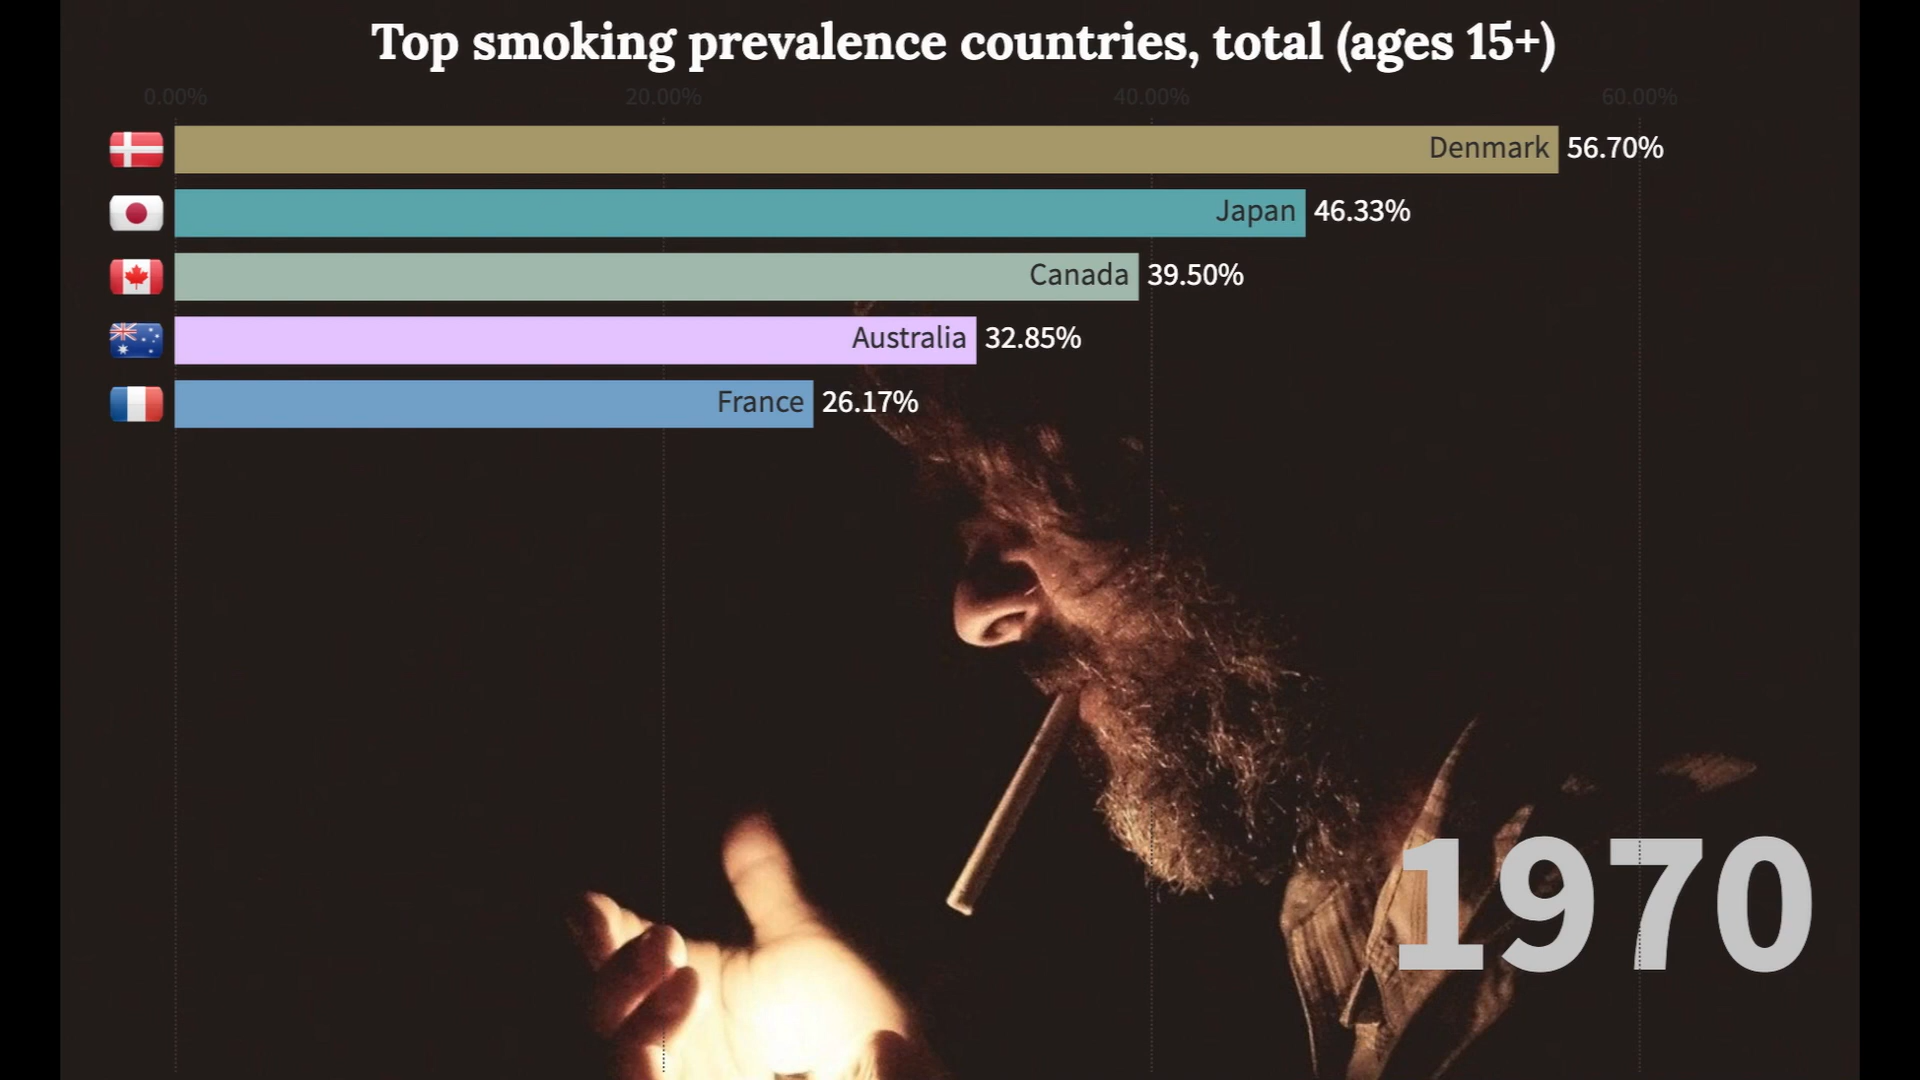 Top smoking prevalence countries, total (ages 15+)
0.00% 20.00% 40.00% 60.00%
Denmark 56.70%
Japan 46.33%
Canada 39.50%
Australia 32.85%
France 26.17%
1970